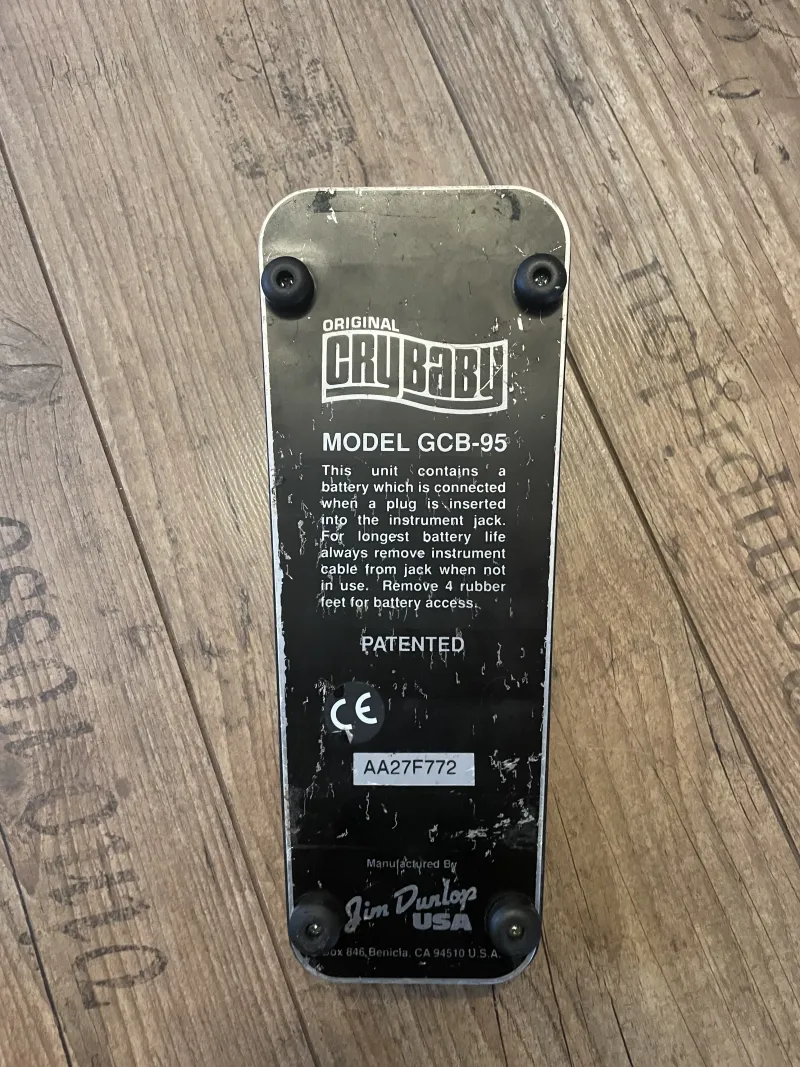 ORIGINAL
CRYBABY
MODEL GCB-95
This unit contains a
battery which is connected
when a plug is inserted
into the instrument jack.
For longest battery life
always remove instrument
cable from jack when not
in use. Remove 4 rubber
feet for battery access.
PATENTED
CE
AA27F772
Manufactured By
Jim Dunlop
USA
Box 846, Benicia, CA 94510 U.S.A.